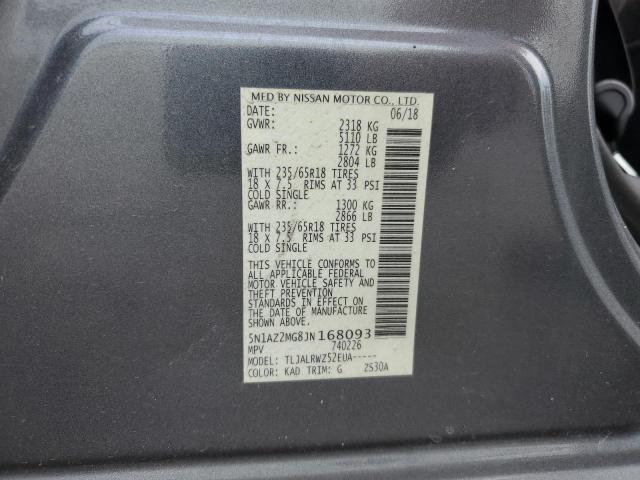 MFD BY NISSAN MOTOR CO., LTD.
DATE: 06/18
GVWR: 2318 KG
5110 LB
GAWR FR.: 1272 KG
2804 LB
WITH 235/65R18 TIRES
18 X 7.5 RIMS AT 33 PSI
COLD SINGLE
GAWR RR.: 1300 KG
2866 LB
WITH 235/65R18 TIRES
18 X 7.5 RIMS AT 33 PSI
COLD SINGLE
THIS VEHICLE CONFORMS TO
ALL APPLICABLE FEDERAL
MOTOR VEHICLE SAFETY AND
THEFT PREVENTION
STANDARDS IN EFFECT ON
THE DATE OF MANUFACTURE
SHOWN ABOVE.
5N1AZ2MG8JN168093
MPV 740226
MODEL: TLJALRWZ52EUA-----
COLOR: KAD TRIM: G ZS30A